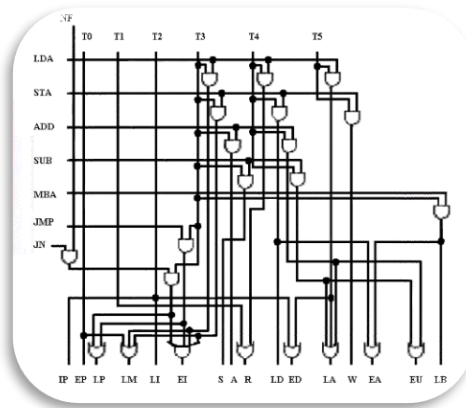 NF
T0 T1 T2 T3 T4 T5
LDA
STA
ADD
SUB
MBA
JMP
JN
IP EP LP LM LI EI S A R LD ED LA W EA EU LB